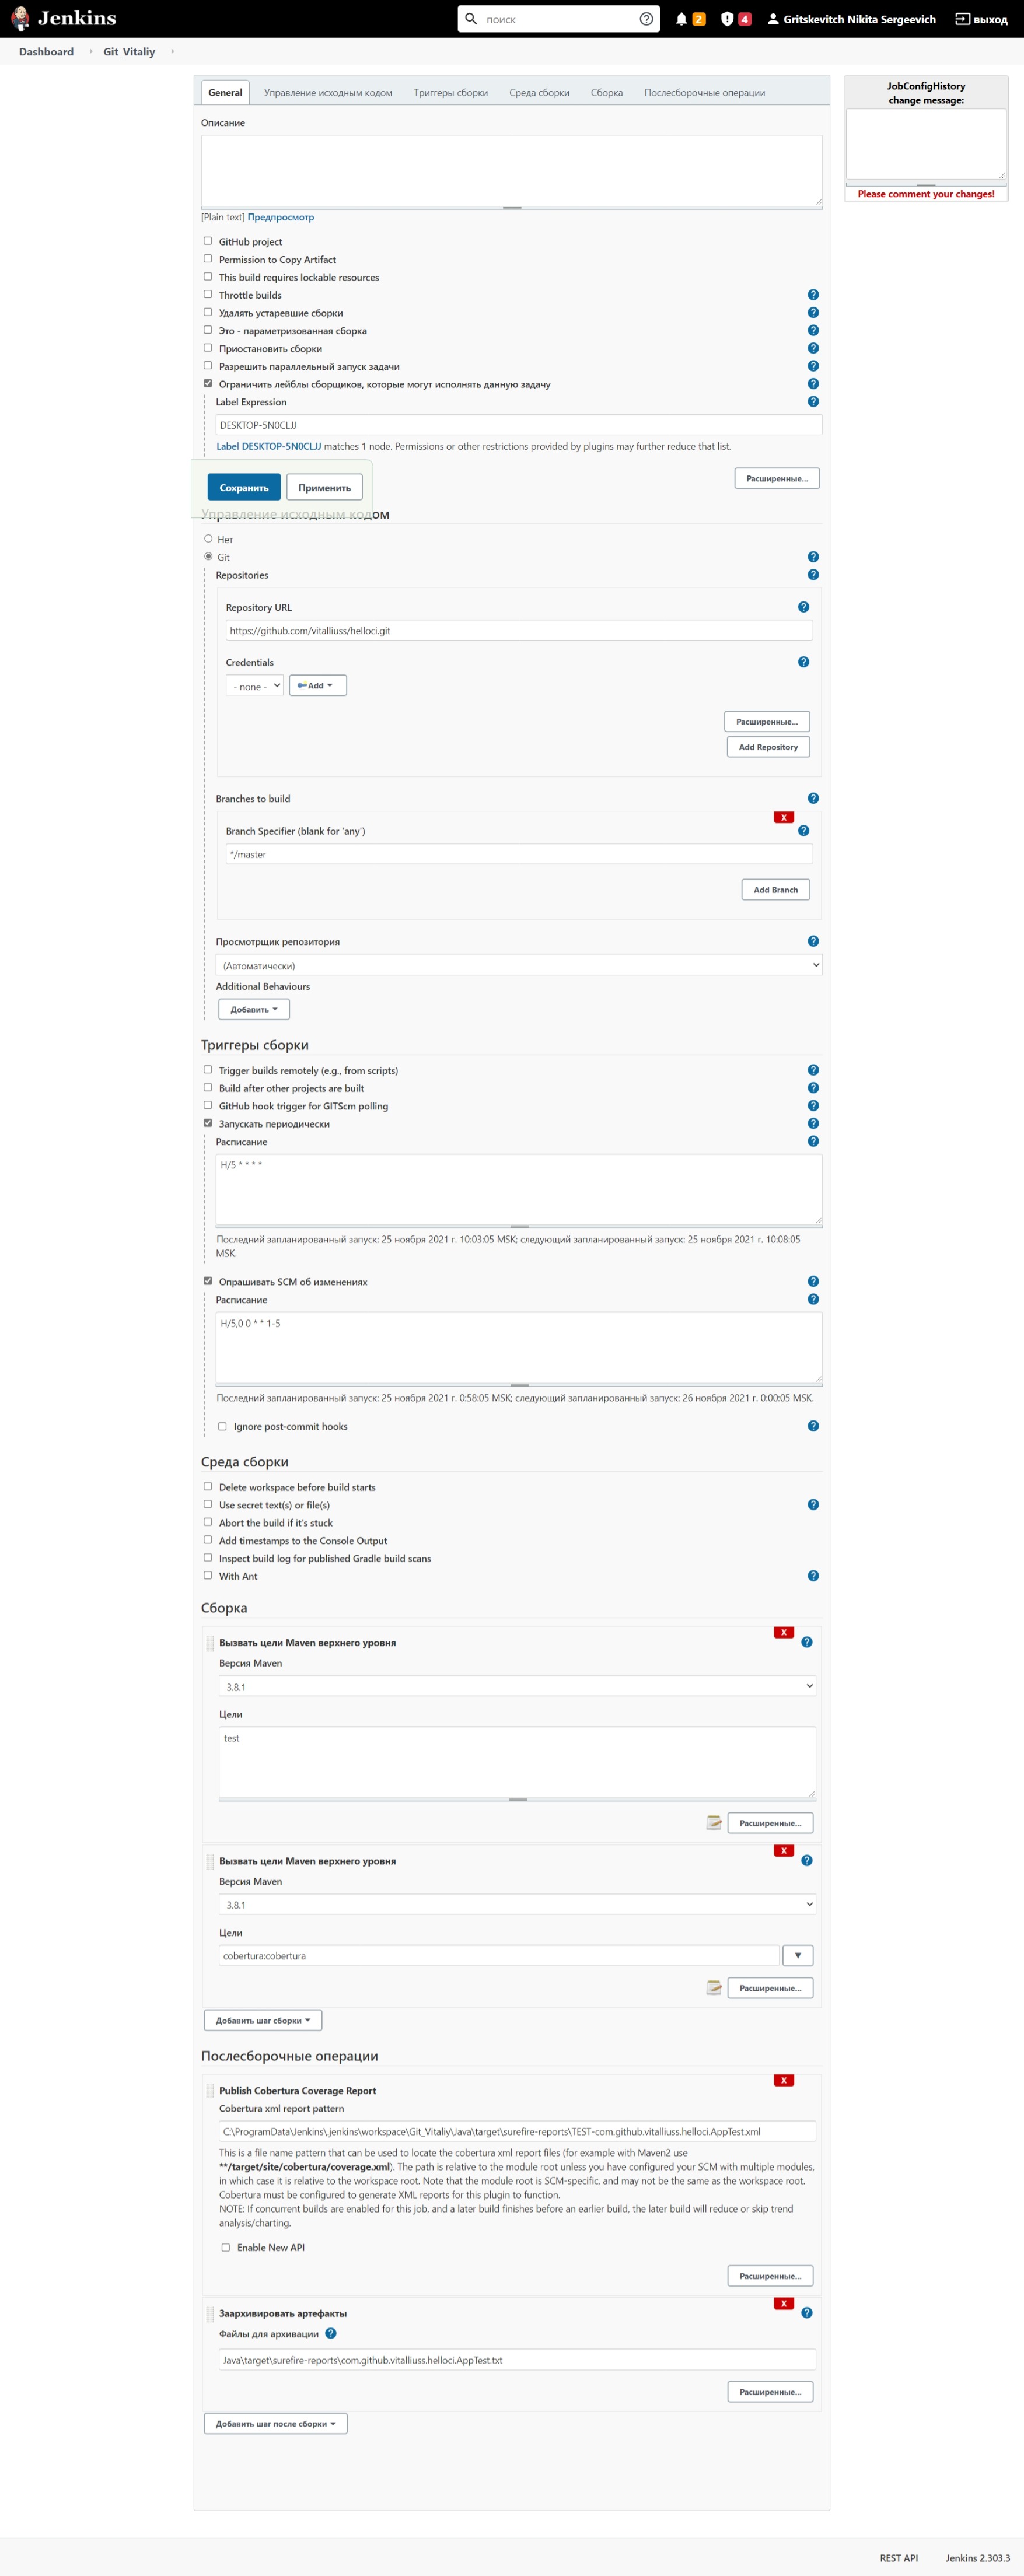 Jenkins
поиск
2
4
Gritskevitch Nikita Sergeevich
выход
Dashboard
Git_Vitaliy
General
Управление исходным кодом
Триггеры сборки
Среда сборки
Сборка
Послесборочные операции
JobConfigHistory
change message:
Please comment your changes!
Описание
[Plain text] Предпросмотр
GitHub project
Permission to Copy Artifact
This build requires lockable resources
Throttle builds
Удалять устаревшие сборки
Это - параметризованная сборка
Приостановить сборки
Разрешить параллельный запуск задачи
Ограничить лейблы сборщиков, которые могут исполнять данную задачу
Label Expression
DESKTOP-5N0CLJJ
Label DESKTOP-5N0CLJJ matches 1 node. Permissions or other restrictions provided by plugins may further reduce that list.
Расширенные...
Сохранить
Применить
Управление исходным кодом
Нет
Git
Repositories
Repository URL
https://github.com/vitalliuss/helloci.git
Credentials
- none -
Add
Расширенные...
Add Repository
Branches to build
X
Branch Specifier (blank for 'any')
*/master
Add Branch
Просмотрщик репозитория
(Автоматически)
Additional Behaviours
Добавить
Триггеры сборки
Trigger builds remotely (e.g., from scripts)
Build after other projects are built
GitHub hook trigger for GITScm polling
Запускать периодически
Расписание
H/5 * * * *
Последний запланированный запуск: 25 ноября 2021 г. 10:03:05 MSK; следующий запланированный запуск: 25 ноября 2021 г. 10:08:05
MSK.
Опрашивать SCM об изменениях
Расписание
H/5,0 0 * * 1-5
Последний запланированный запуск: 25 ноября 2021 г. 0:58:05 MSK; следующий запланированный запуск: 26 ноября 2021 г. 0:00:05 MSK.
Ignore post-commit hooks
Среда сборки
Delete workspace before build starts
Use secret text(s) or file(s)
Abort the build if it's stuck
Add timestamps to the Console Output
Inspect build log for published Gradle build scans
With Ant
Сборка
X
Вызвать цели Maven верхнего уровня
Версия Maven
3.8.1
Цели
test
Расширенные...
X
Вызвать цели Maven верхнего уровня
Версия Maven
3.8.1
Цели
cobertura:cobertura
Расширенные...
Добавить шаг сборки
Послесборочные операции
X
Publish Cobertura Coverage Report
Cobertura xml report pattern
C:\ProgramData\Jenkins\.jenkins\workspace\Git_Vitaliy\Java\target\surefire-reports\TEST-com.github.vitalliuss.helloci.AppTest.xml
This is a file name pattern that can be used to locate the cobertura xml report files (for example with Maven2 use
**/target/site/cobertura/coverage.xml). The path is relative to the module root unless you have configured your SCM with multiple modules,
in which case it is relative to the workspace root. Note that the module root is SCM-specific, and may not be the same as the workspace root.
Cobertura must be configured to generate XML reports for this plugin to function.
NOTE: If concurrent builds are enabled for this job, and a later build finishes before an earlier build, the later build will reduce or skip trend
analysis/charting.
Enable New API
Расширенные...
X
Заархивировать артефакты
Файлы для архивации
Java\target\surefire-reports\com.github.vitalliuss.helloci.AppTest.txt
Расширенные...
Добавить шаг после сборки
REST API
Jenkins 2.303.3